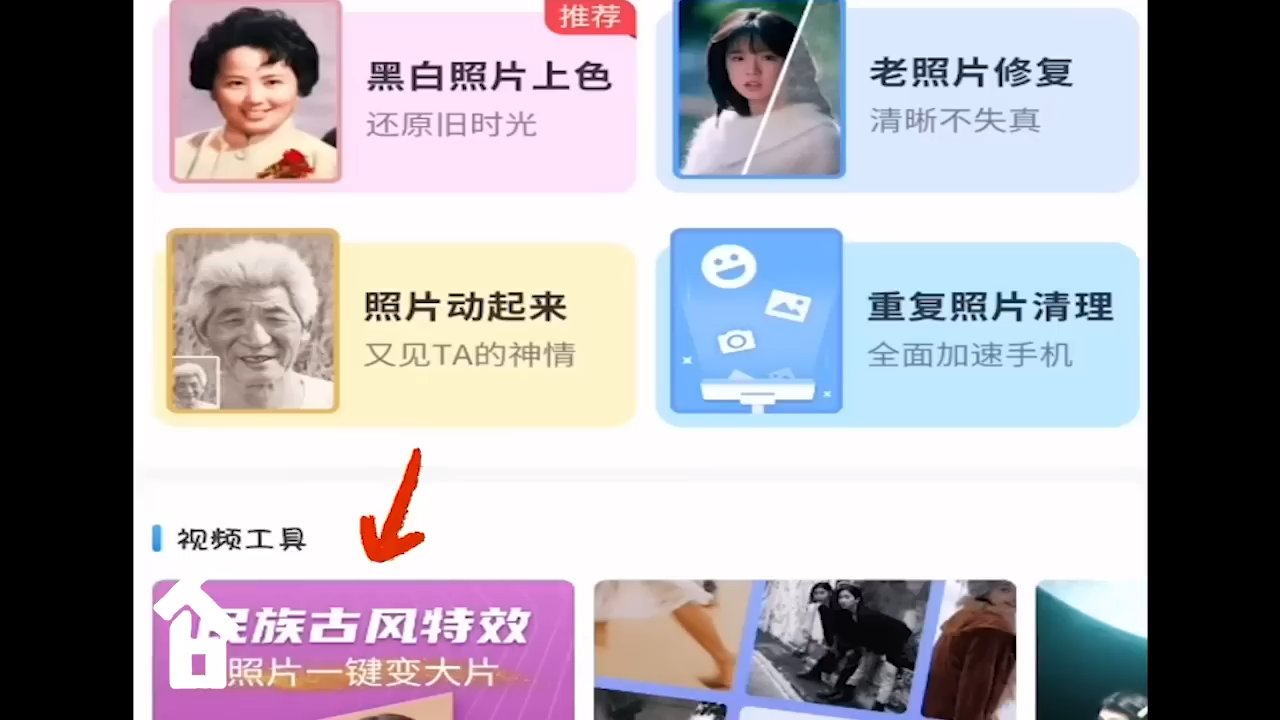 推荐
黑白照片上色
还原旧时光
老照片修复
清晰不失真
照片动起来
又见TA的神情
重复照片清理
全面加速手机
视频工具
民族古风特效
照片一键变大片